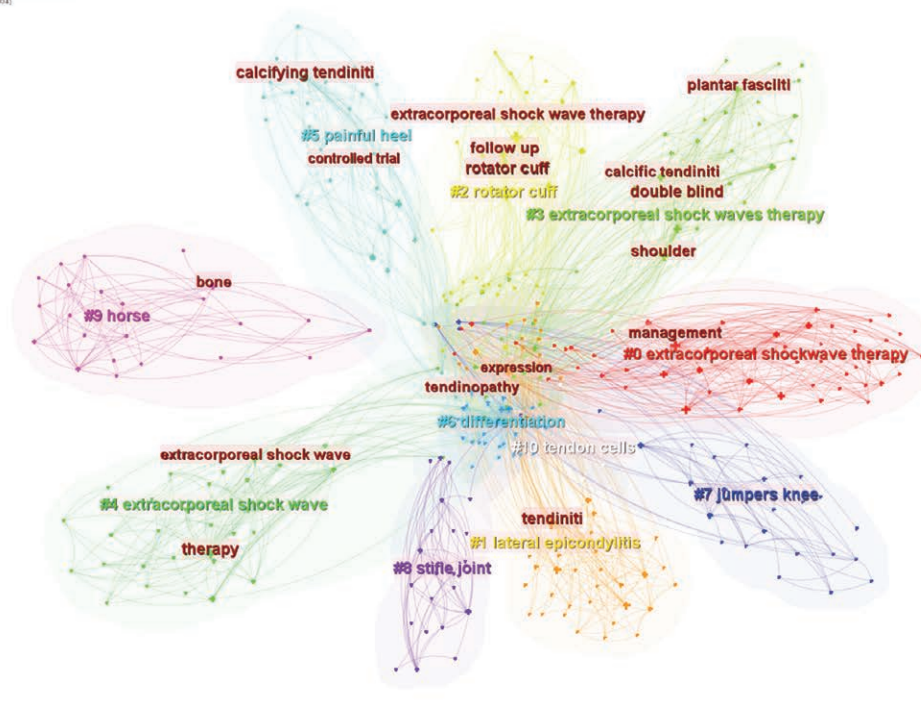 calcifying tendiniti
plantar fasciiti
extracorporeal shock wave therapy
#5 painful heel
follow up
controlled trial
rotator cuff
calcific tendiniti
#2 rotator cuff
double blind
#3 extracorporeal shock waves therapy
shoulder
bone
#9 horse
management
#0 extracorporeal shockwave therapy
expression
tendinopathy
#6 differentiation
#10 tendon cells
extracorporeal shock wave
#4 extracorporeal shock wave
#7 jumpers knee
tendiniti
#1 lateral epicondylitis
therapy
#8 stifle joint